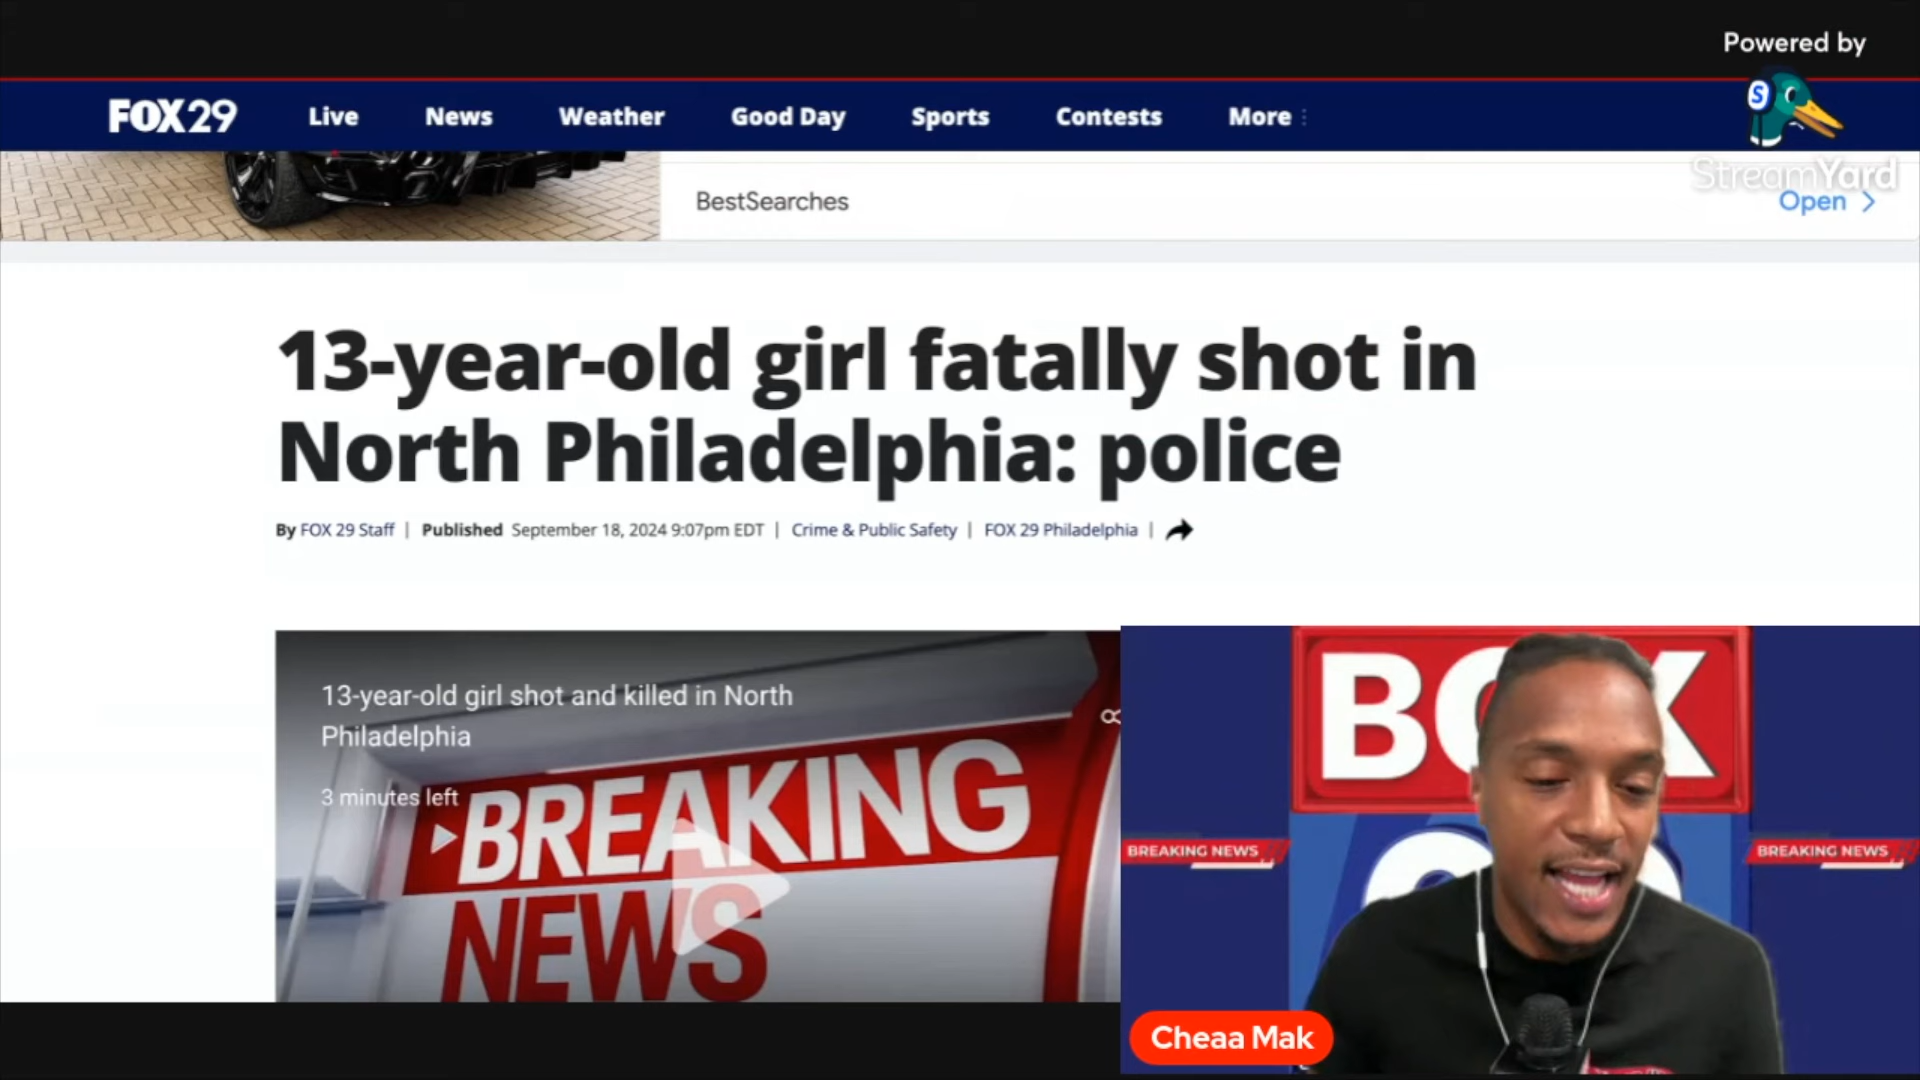 Powered by
StreamYard
FOX 29 Live News Weather Good Day Sports Contests More
BestSearches
Open
13-year-old girl fatally shot in
North Philadelphia: police
By FOX 29 Staff | Published September 18, 2024 9:07pm EDT | Crime & Public Safety | FOX 29 Philadelphia |
13-year-old girl shot and killed in North
Philadelphia
3 minutes left
BREAKING
NEWS
BREAKING NEWS
BREAKING NEWS
Cheaa Mak